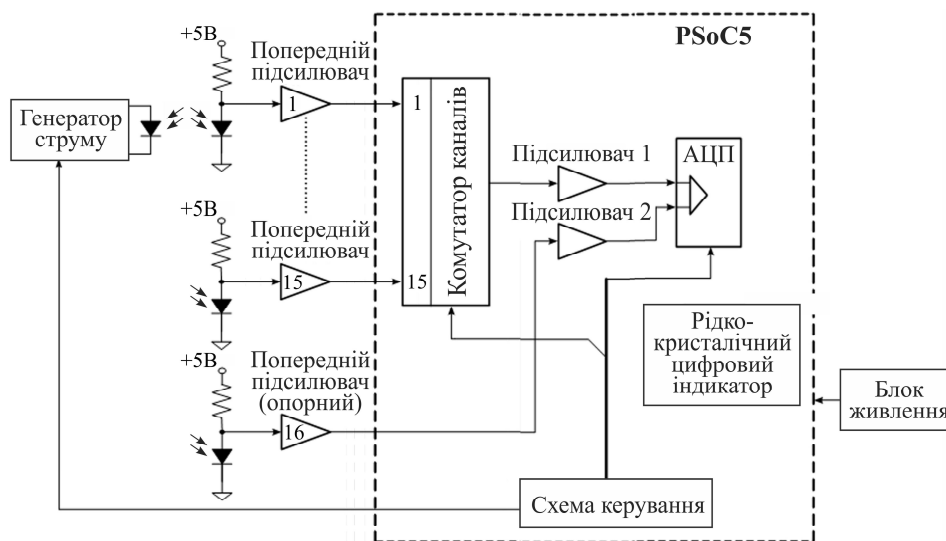 PSoC5
+5В
Попередній
підсилювач
1
1
Генератор
струму
Комутатор каналів
Підсилювач 1
АЦП
+5В
Попередній
підсилювач
Підсилювач 2
15
15
+5В
Попередній
підсилювач
(опорний)
16
Рідко-
кристалічний
цифровий
індикатор
Блок
живлення
Схема керування